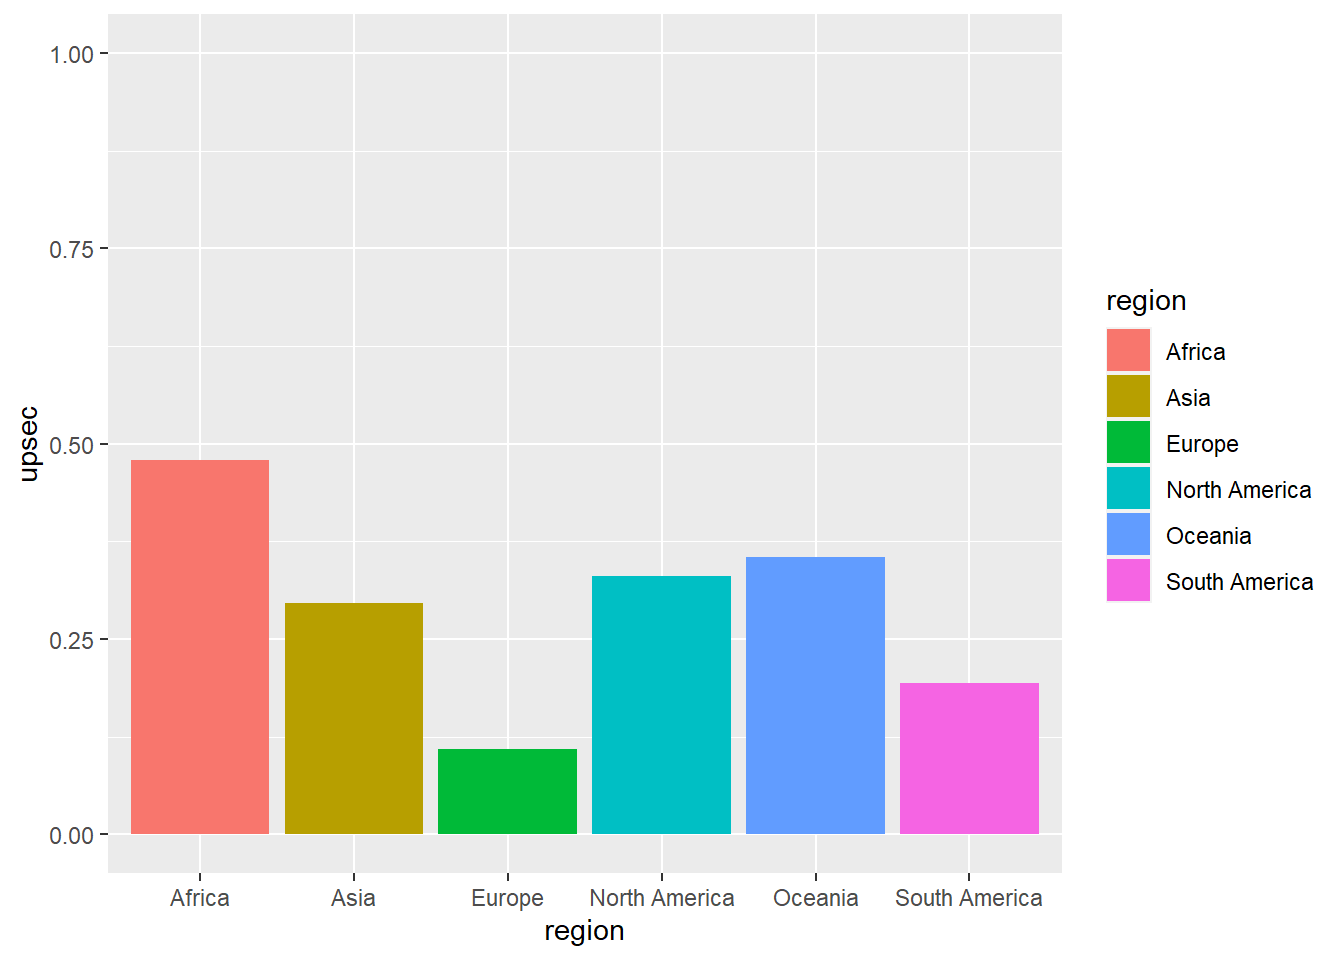 1.00
0.75
0.50
0.25
0.00
upsec
Africa
Asia
Europe
North America
Oceania
South America
region
region
Africa
Asia
Europe
North America
Oceania
South America